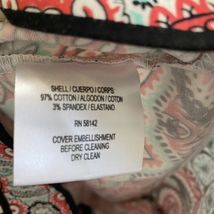 SHELL / CUERPO / CORPS
97% COTTON / ALGODON / COTON
3% SPANDEX / ELASTANO
RN 58142
COVER EMBELLISHMENT
BEFORE CLEANING
DRY CLEAN